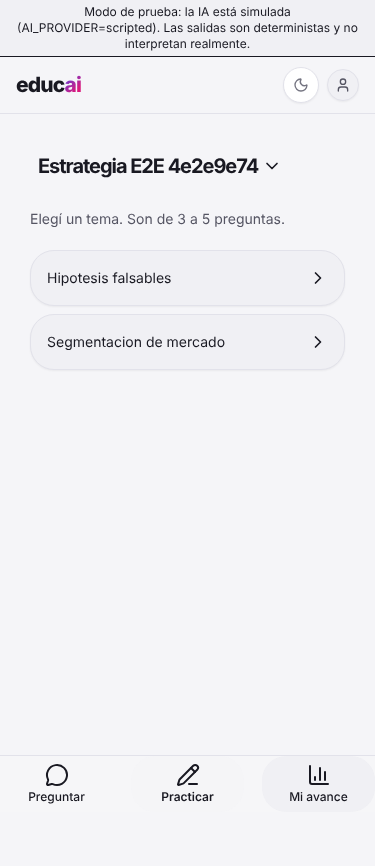 Modo de prueba: la IA está simulada
(AI_PROVIDER=scripted). Las salidas son deterministas y no
interpretan realmente.
educai
Estrategia E2E 4e2e9e74
Elegí un tema. Son de 3 a 5 preguntas.
Hipotesis falsables
Segmentacion de mercado
Preguntar
Practicar
Mi avance